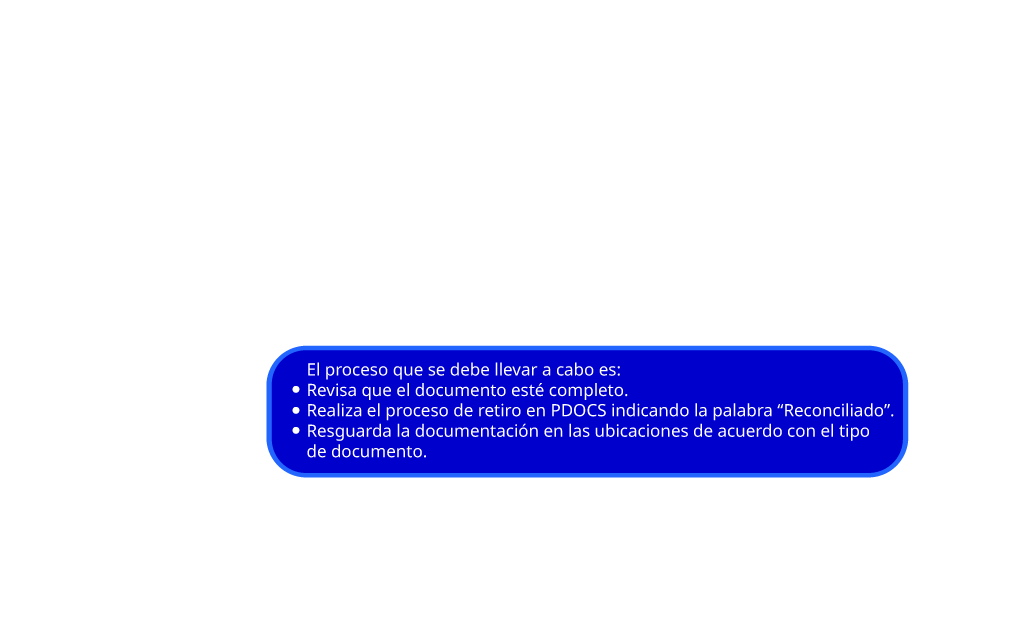 El proceso que se debe llevar a cabo es:
• Revisa que el documento esté completo.
• Realiza el proceso de retiro en PDOCS indicando la palabra “Reconciliado”.
• Resguarda la documentación en las ubicaciones de acuerdo con el tipo
de documento.